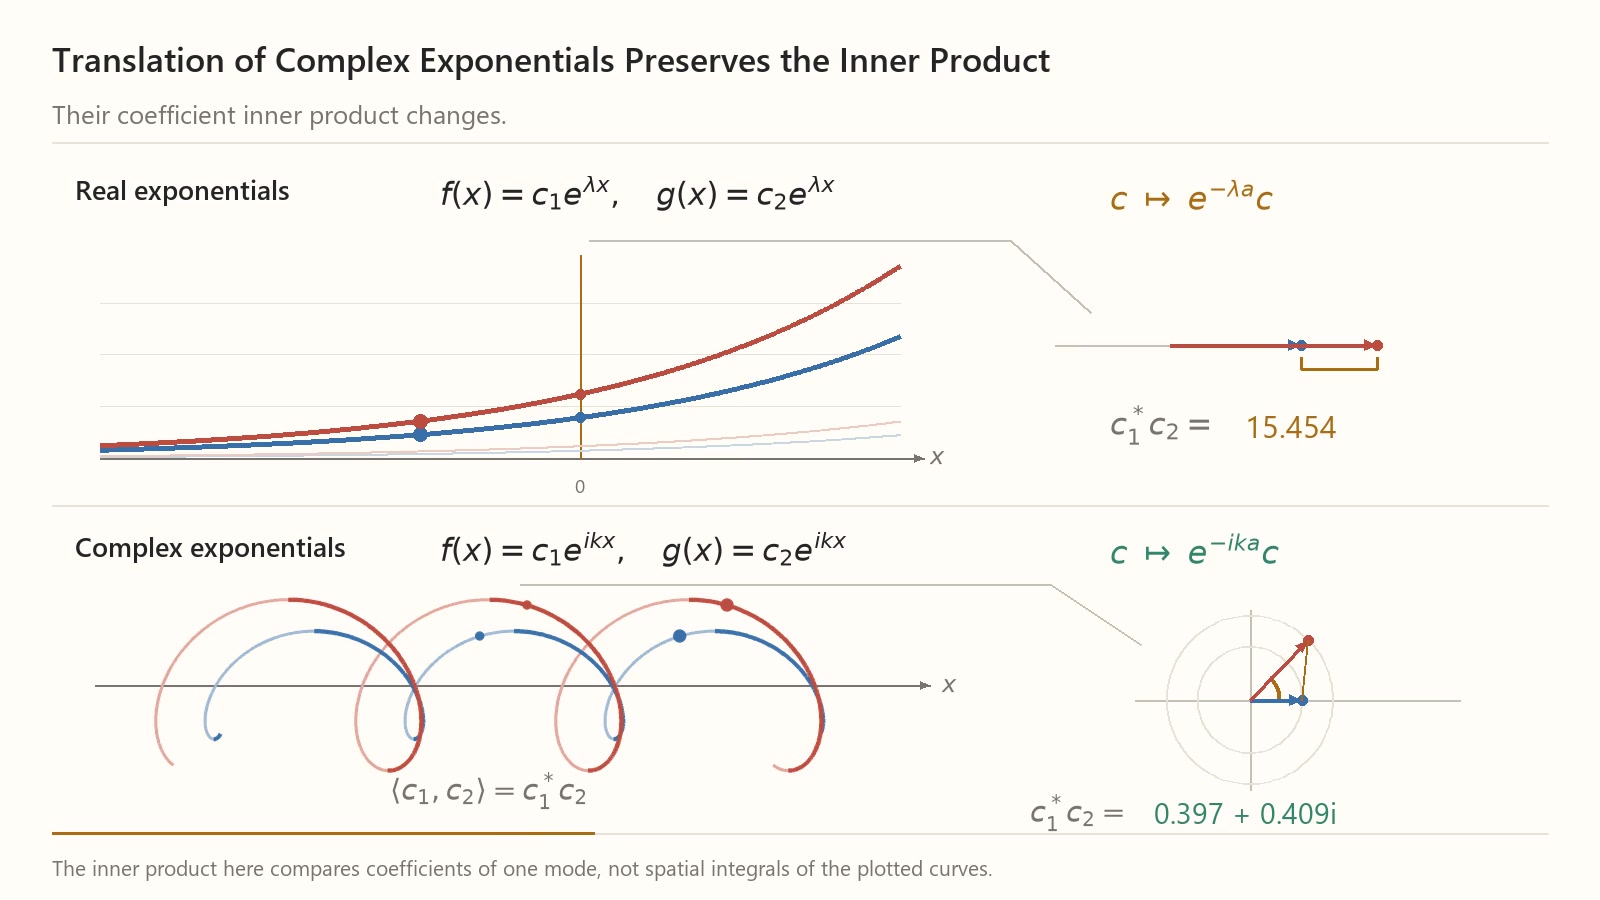 Translation of Complex Exponentials Preserves the Inner Product
Their coefficient inner product changes.
Real exponentials
f(x) = c₁e^{λx},   g(x) = c₂e^{λx}
c ↦ e^{−λa}c
x
0
c₁* c₂ = 15.454
Complex exponentials
f(x) = c₁e^{ikx},   g(x) = c₂e^{ikx}
c ↦ e^{−ika}c
x
⟨c₁, c₂⟩ = c₁* c₂
c₁* c₂ = 0.397 + 0.409i
The inner product here compares coefficients of one mode, not spatial integrals of the plotted curves.